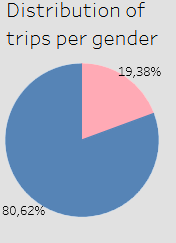 Distribution of
trips per gender
19,38%
80,62%